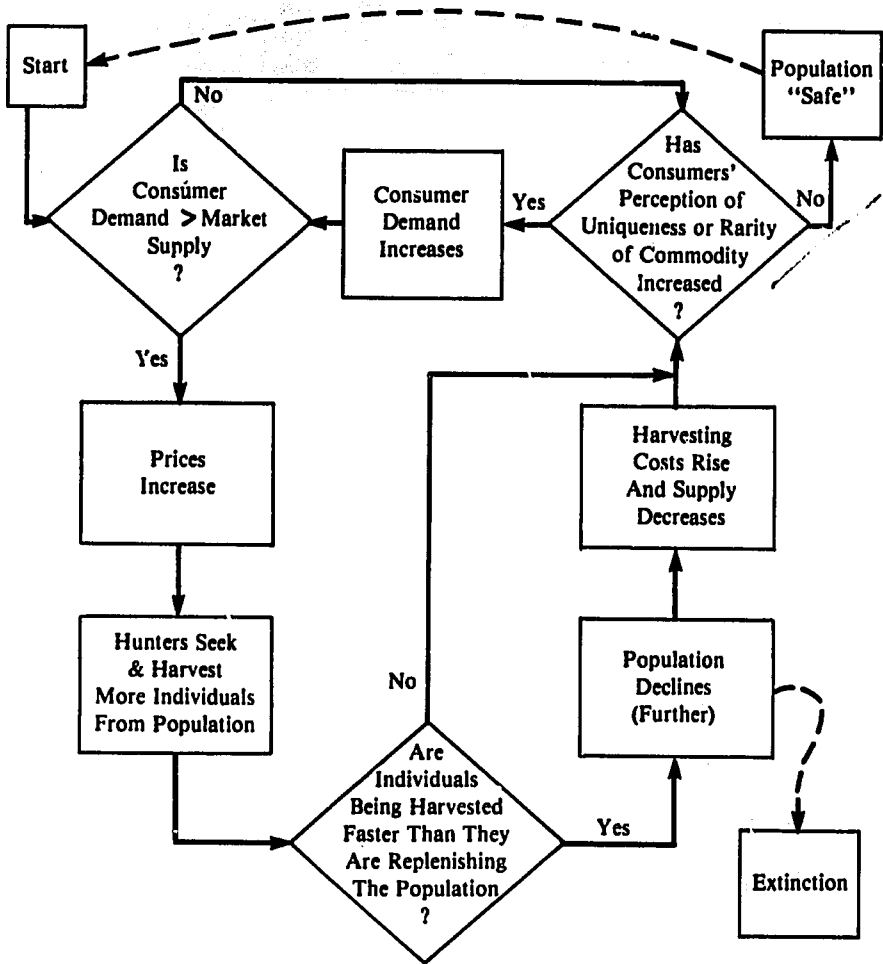 Start
Population
“Safe”
No
Is
Consumer
Demand > Market
Supply
?
Consumer
Demand
Increases
Yes
Has
Consumers’
Perception of
Uniqueness or Rarity
of Commodity
Increased
?
No
Yes
Prices
Increase
Harvesting
Costs Rise
And Supply
Decreases
Hunters Seek
& Harvest
More Individuals
From Population
No
Population
Declines
(Further)
Are
Individuals
Being Harvested
Faster Than They
Are Replenishing
The Population
?
Yes
Extinction